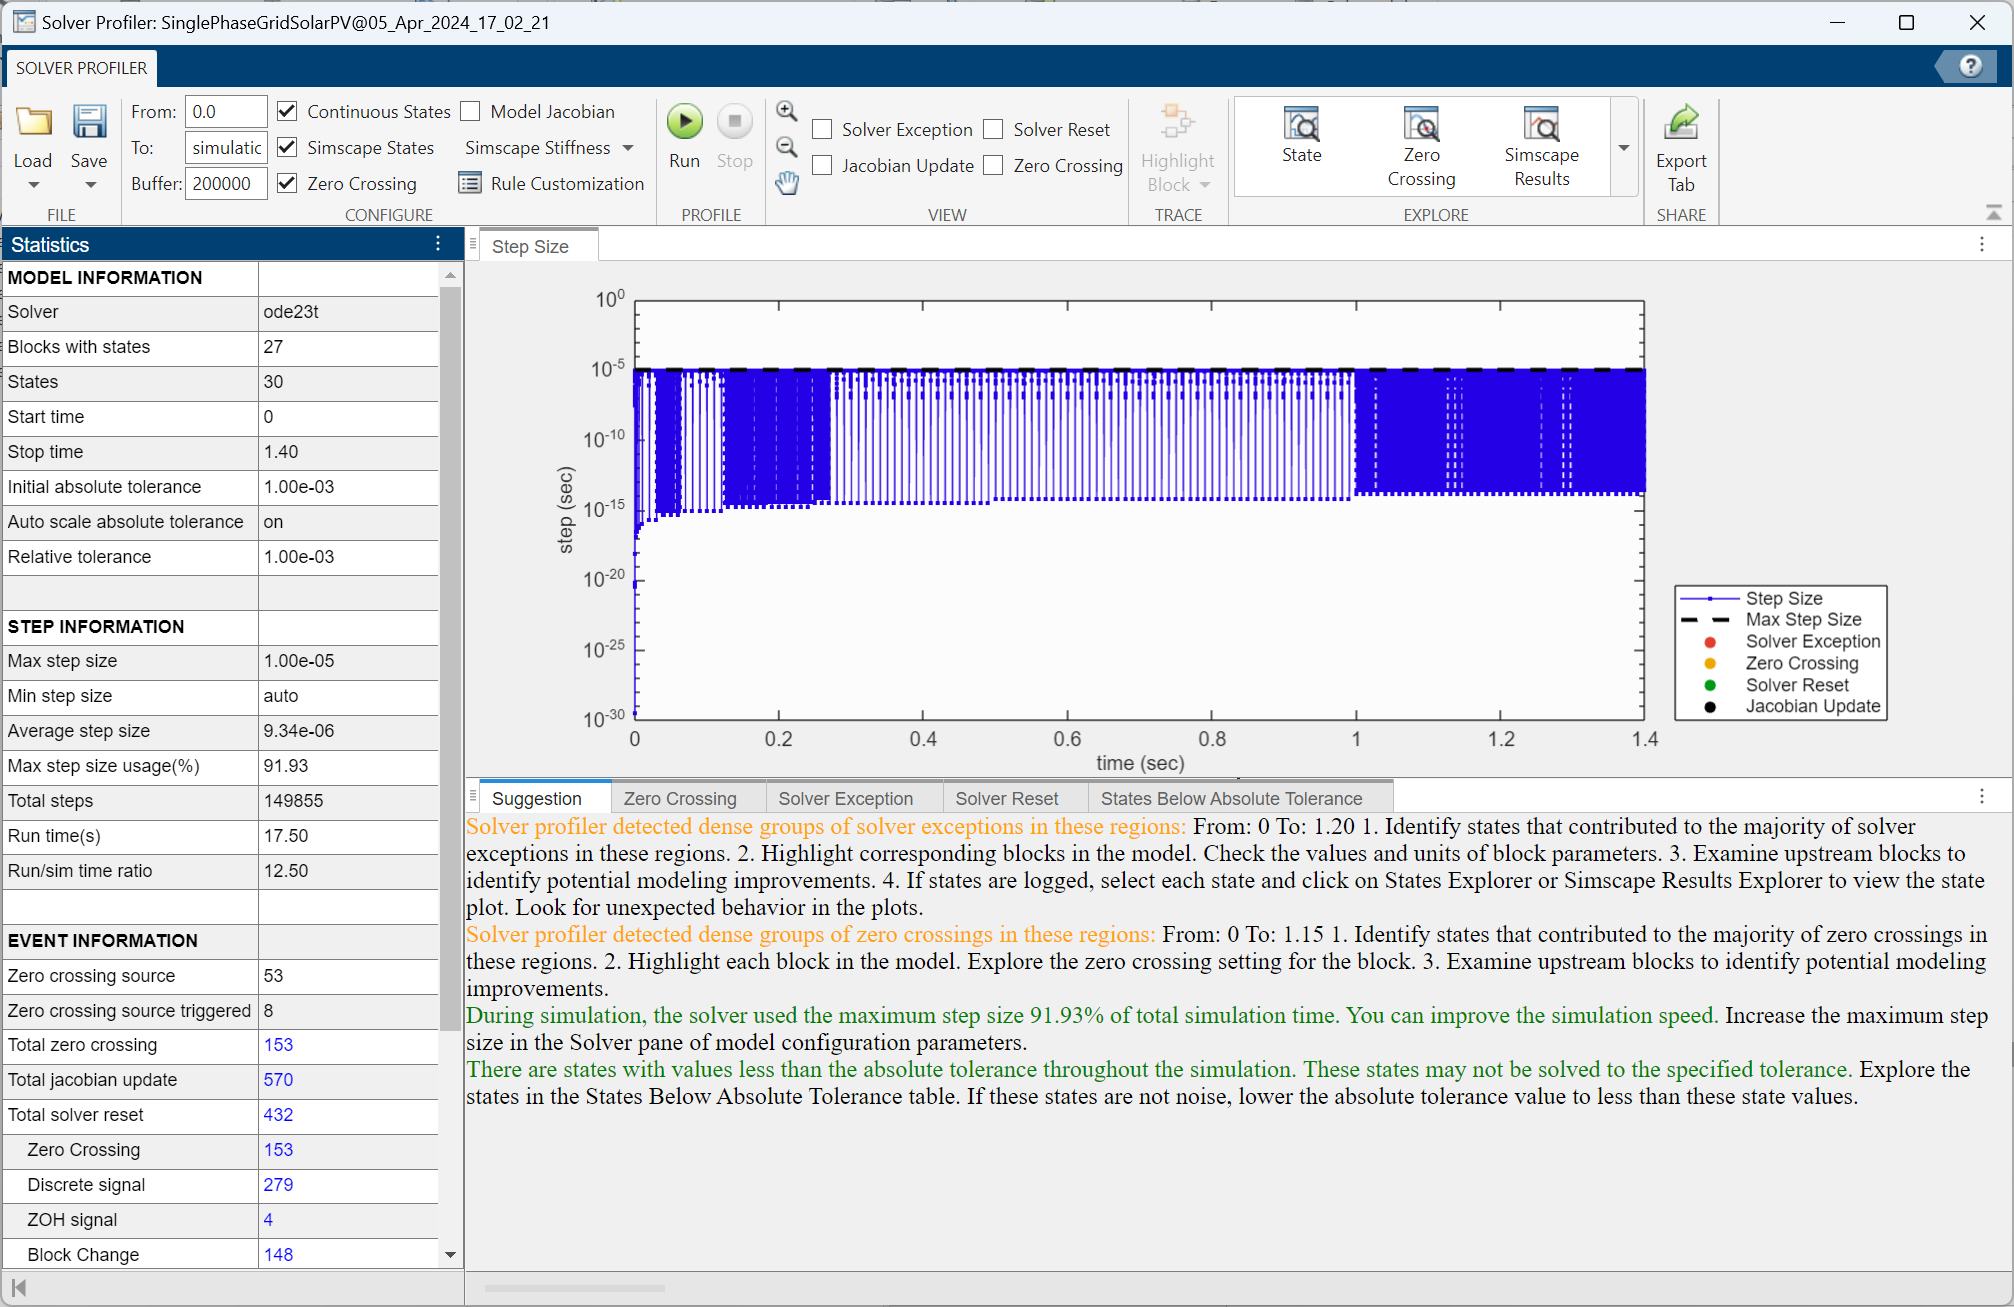 Solver Profiler: SinglePhaseGridSolarPV@05_Apr_2024_17_02_21
SOLVER PROFILER
Load
Save
FILE
From: 0.0
To: simulatic
Buffer: 200000
Continuous States
Simscape States
Zero Crossing
Model Jacobian
Simscape Stiffness
Rule Customization
CONFIGURE
Run
Stop
PROFILE
Solver Exception
Solver Reset
Jacobian Update
Zero Crossing
VIEW
Highlight
Block
TRACE
State
Zero
Crossing
Simscape
Results
EXPLORE
Export
Tab
SHARE
Statistics
MODEL INFORMATION
Solver ode23t
Blocks with states 27
States 30
Start time 0
Stop time 1.40
Initial absolute tolerance 1.00e-03
Auto scale absolute tolerance on
Relative tolerance 1.00e-03
STEP INFORMATION
Max step size 1.00e-05
Min step size auto
Average step size 9.34e-06
Max step size usage(%) 91.93
Total steps 149855
Run time(s) 17.50
Run/sim time ratio 12.50
EVENT INFORMATION
Zero crossing source 53
Zero crossing source triggered 8
Total zero crossing 153
Total jacobian update 570
Total solver reset 432
Zero Crossing 153
Discrete signal 279
ZOH signal 4
Block Change 148
Step Size
10^0
10^-5
10^-10
10^-15
10^-20
10^-25
10^-30
step (sec)
0 0.2 0.4 0.6 0.8 1 1.2 1.4
time (sec)
Step Size
Max Step Size
Solver Exception
Zero Crossing
Solver Reset
Jacobian Update
Suggestion Zero Crossing Solver Exception Solver Reset States Below Absolute Tolerance
Solver profiler detected dense groups of solver exceptions in these regions: From: 0 To: 1.20 1. Identify states that contributed to the majority of solver
exceptions in these regions. 2. Highlight corresponding blocks in the model. Check the values and units of block parameters. 3. Examine upstream blocks to
identify potential modeling improvements. 4. If states are logged, select each state and click on States Explorer or Simscape Results Explorer to view the state
plot. Look for unexpected behavior in the plots.
Solver profiler detected dense groups of zero crossings in these regions: From: 0 To: 1.15 1. Identify states that contributed to the majority of zero crossings in
these regions. 2. Highlight each block in the model. Explore the zero crossing setting for the block. 3. Examine upstream blocks to identify potential modeling
improvements.
During simulation, the solver used the maximum step size 91.93% of total simulation time. You can improve the simulation speed. Increase the maximum step
size in the Solver pane of model configuration parameters.
There are states with values less than the absolute tolerance throughout the simulation. These states may not be solved to the specified tolerance. Explore the
states in the States Below Absolute Tolerance table. If these states are not noise, lower the absolute tolerance value to less than these state values.